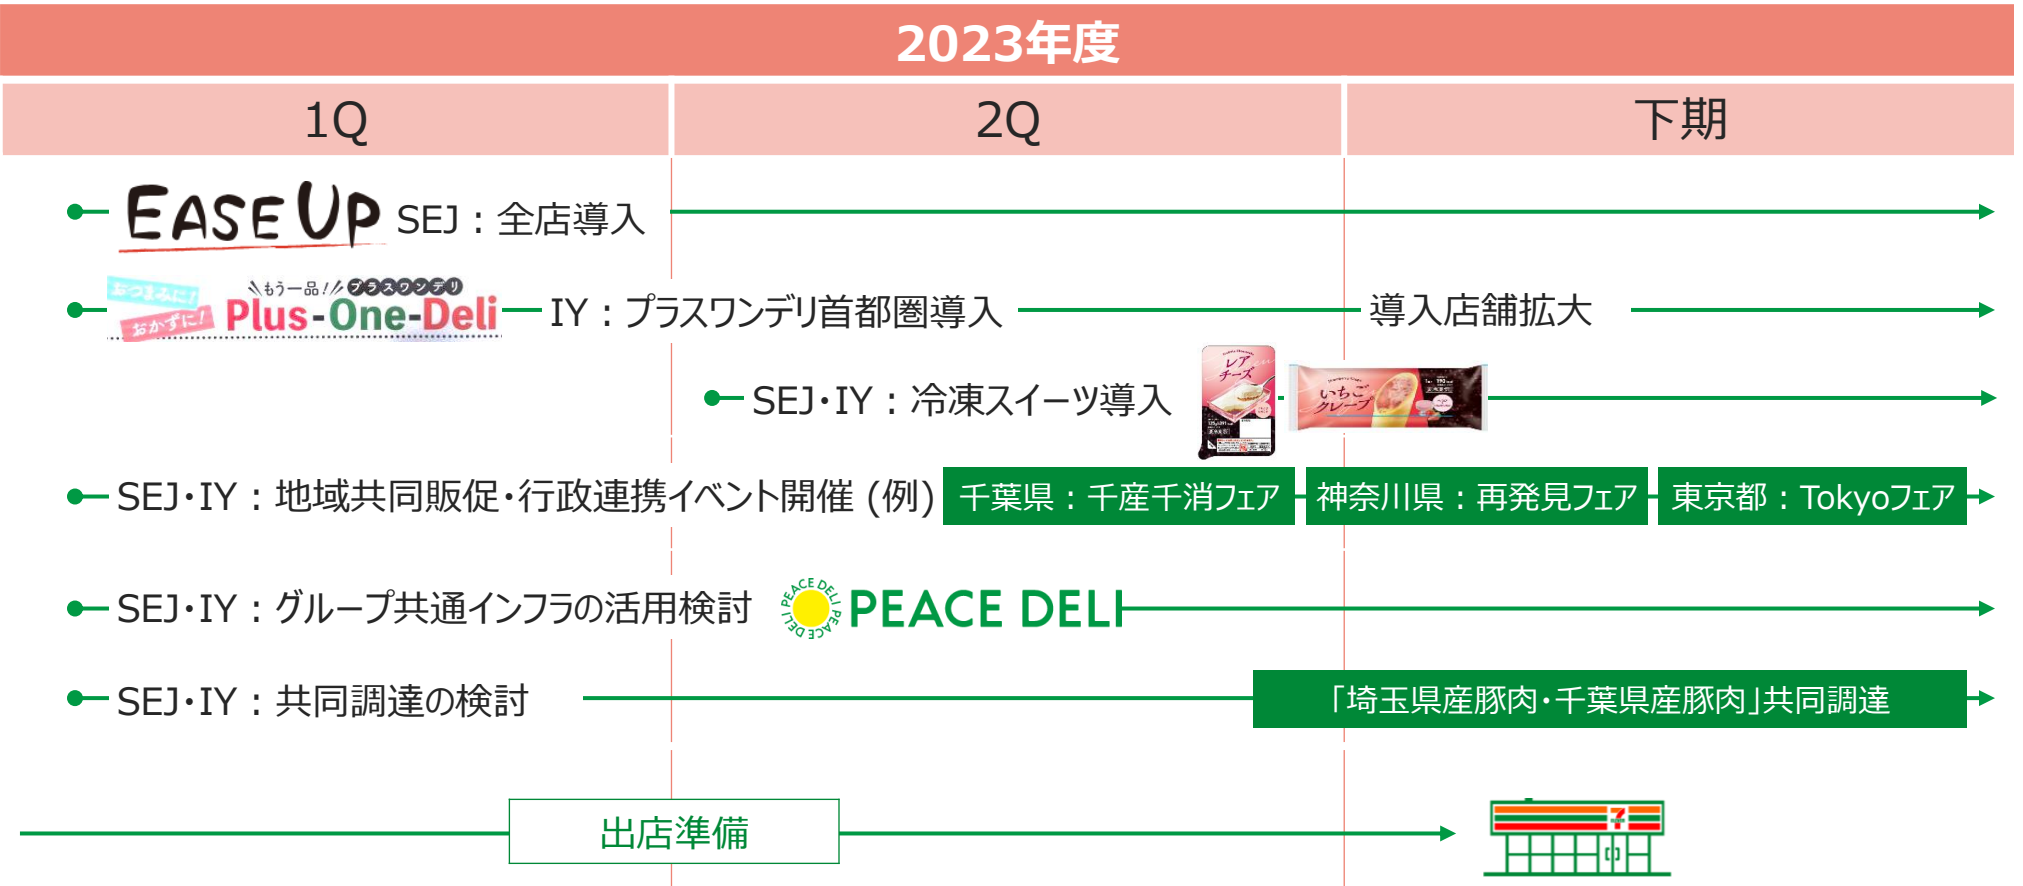 2023年度
1Q
2Q
下期
EASE UP SEJ：全店導入
おつまみに！
おかずに！
もう一品！
プラスワンデリ
Plus-One-Deli
IY：プラスワンデリ首都圏導入
導入店舗拡大
SEJ･IY：冷凍スイーツ導入
レア
チーズ
いちご
クレープ
SEJ･IY：地域共同販促･行政連携イベント開催 (例)
千葉県：千産千消フェア
神奈川県：再発見フェア
東京都：Tokyoフェア
SEJ･IY：グループ共通インフラの活用検討
PEACE DELI PEACE DELI PEACE DELI
PEACE DELI
SEJ･IY：共同調達の検討
｢埼玉県産豚肉･千葉県産豚肉｣共同調達
出店準備
7